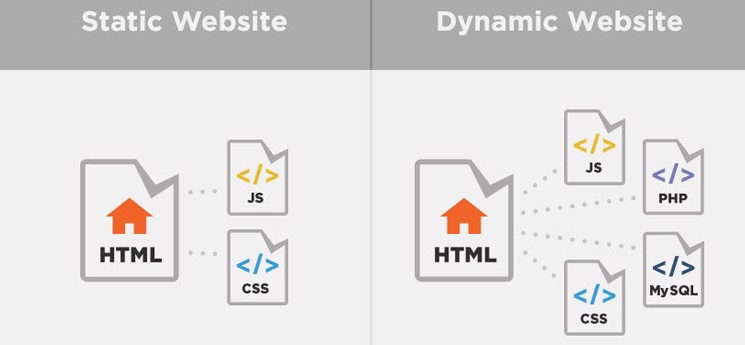 Static Website
Dynamic Website
</>
JS
HTML
</>
CSS
</>
JS
</>
PHP
HTML
</>
MySQL
</>
CSS